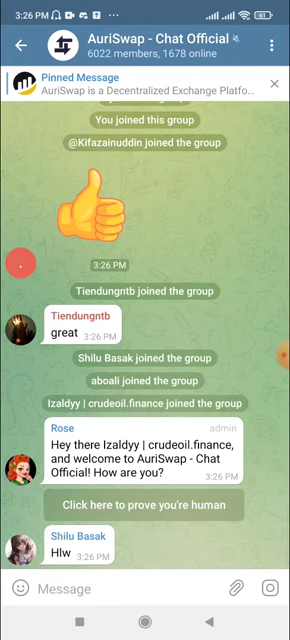 3:26 PM
61
AuriSwap - Chat Official
6022 members, 1678 online
Pinned Message
AuriSwap is a Decentralized Exchange Platfo...
You joined this group
@Kifazainuddin joined the group
3:26 PM
Tiendungntb joined the group
Tiendungntb
great 3:26 PM
Shilu Basak joined the group
aboali joined the group
Izaldyy | crudeoil.finance joined the group
Rose admin
Hey there Izaldyy | crudeoil.finance,
and welcome to AuriSwap - Chat
Official! How are you?
3:26 PM
Click here to prove you're human
Shilu Basak
Hlw 3:26 PM
Message